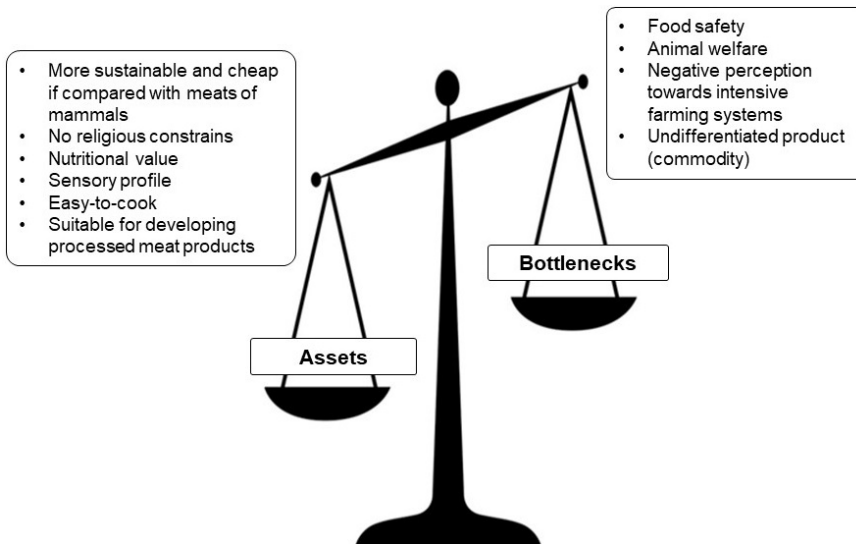 • More sustainable and cheap
if compared with meats of
mammals
• No religious constrains
• Nutritional value
• Sensory profile
• Easy-to-cook
• Suitable for developing
processed meat products
• Food safety
• Animal welfare
• Negative perception
towards intensive
farming systems
• Undifferentiated product
(commodity)
Bottlenecks
Assets